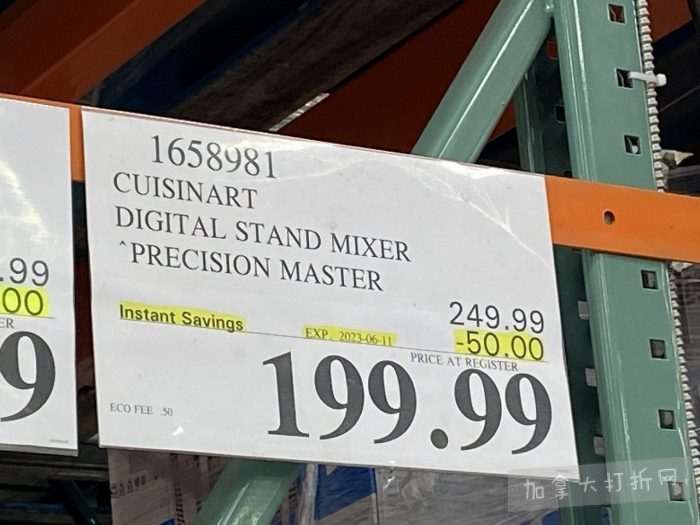 1658981
CUISINART
DIGITAL STAND MIXER
^PRECISION MASTER
249.99
Instant Savings EXP. 2023-06-11 -50.00
PRICE AT REGISTER
199.99
ECO FEE .50
.99
00
ER
9
加拿大打折网